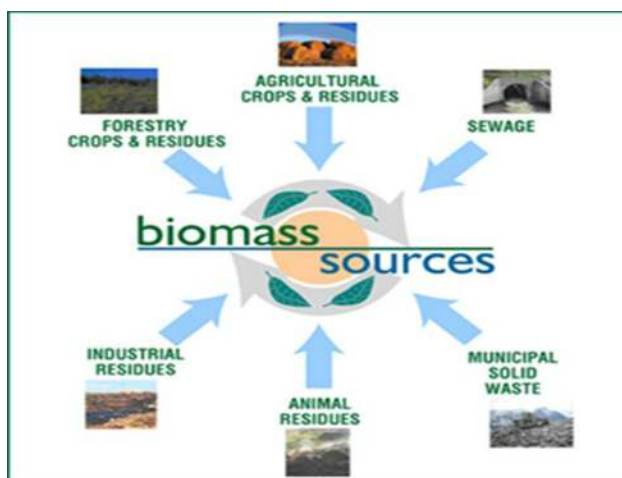 AGRICULTURAL
CROPS & RESIDUES
FORESTRY
CROPS & RESIDUES
SEWAGE
biomass
sources
INDUSTRIAL
RESIDUES
ANIMAL
RESIDUES
MUNICIPAL
SOLID
WASTE